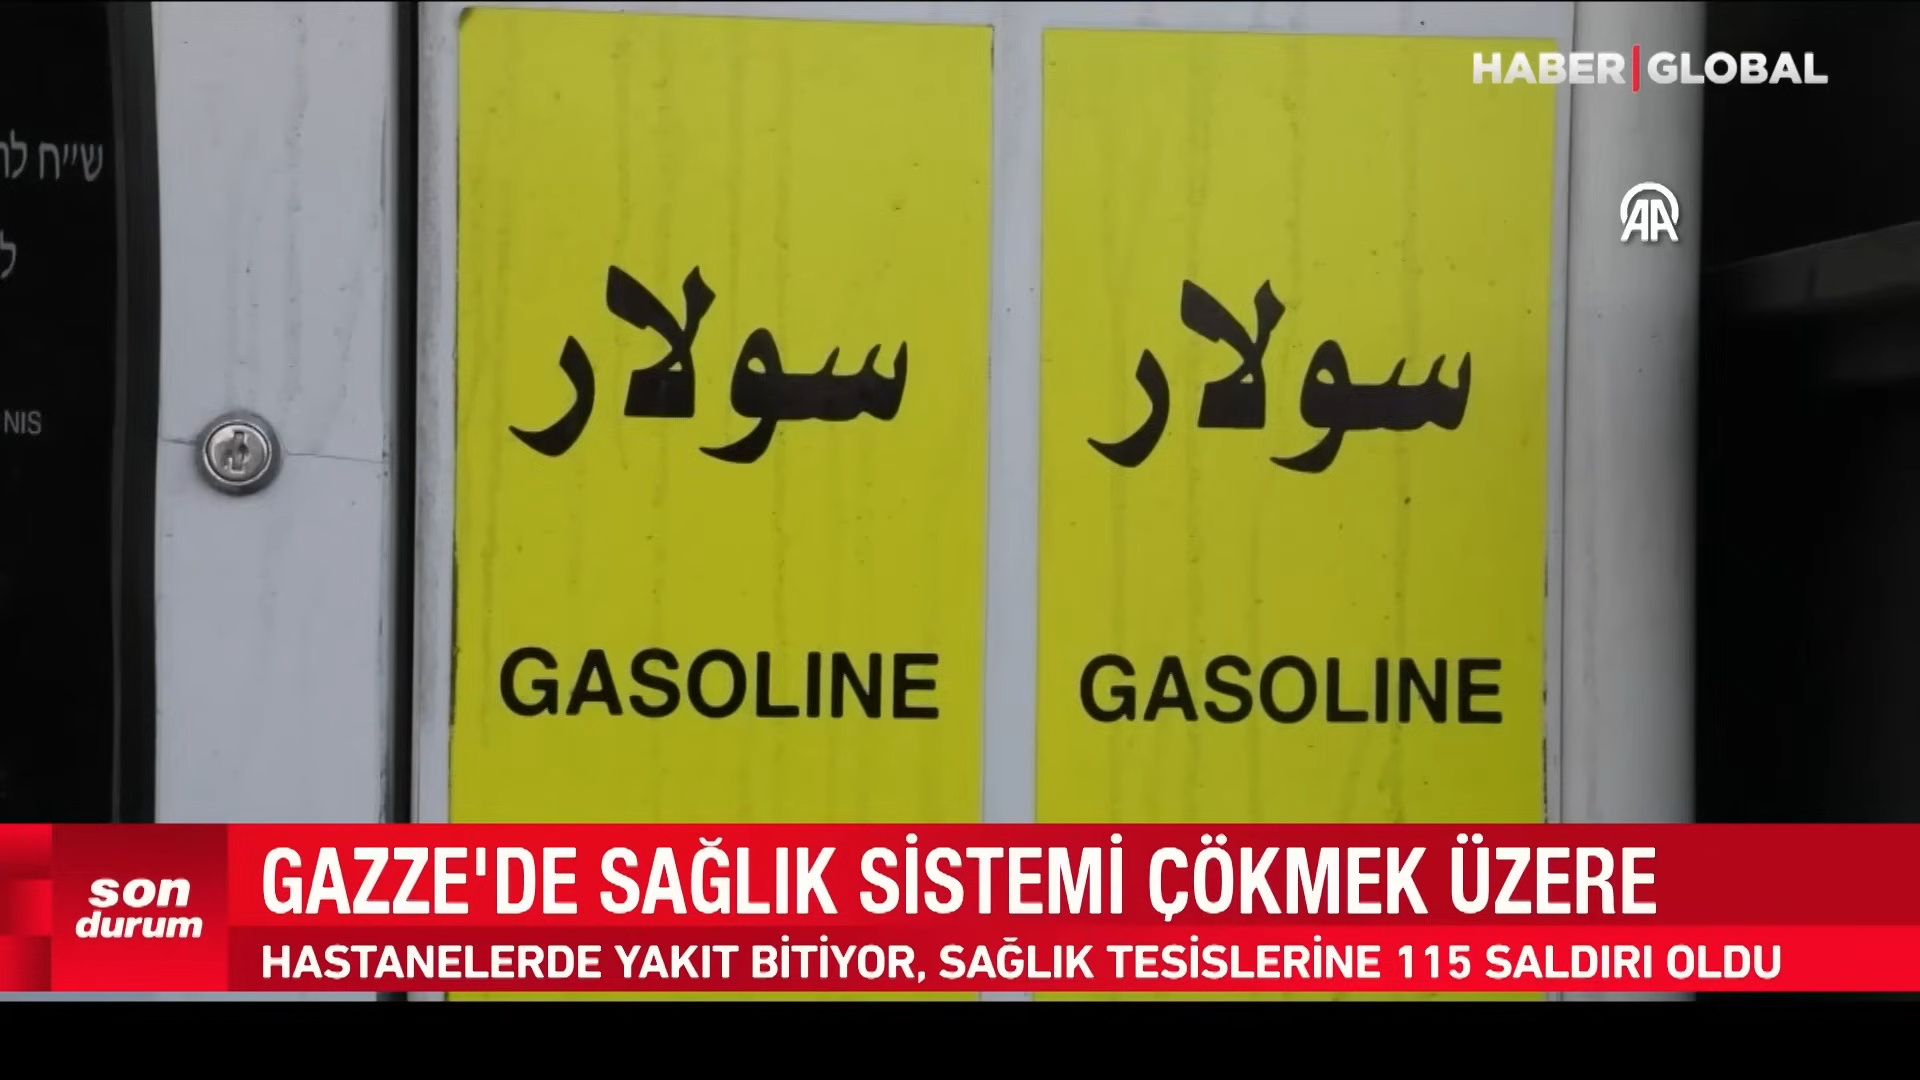 HABER|GLOBAL
AA
ש״ח
NIS
سولار
GASOLINE
سولار
GASOLINE
son
durum
GAZZE'DE SAĞLIK SİSTEMİ ÇÖKMEK ÜZERE
HASTANELERDE YAKIT BİTİYOR, SAĞLIK TESİSLERİNE 115 SALDIRI OLDU